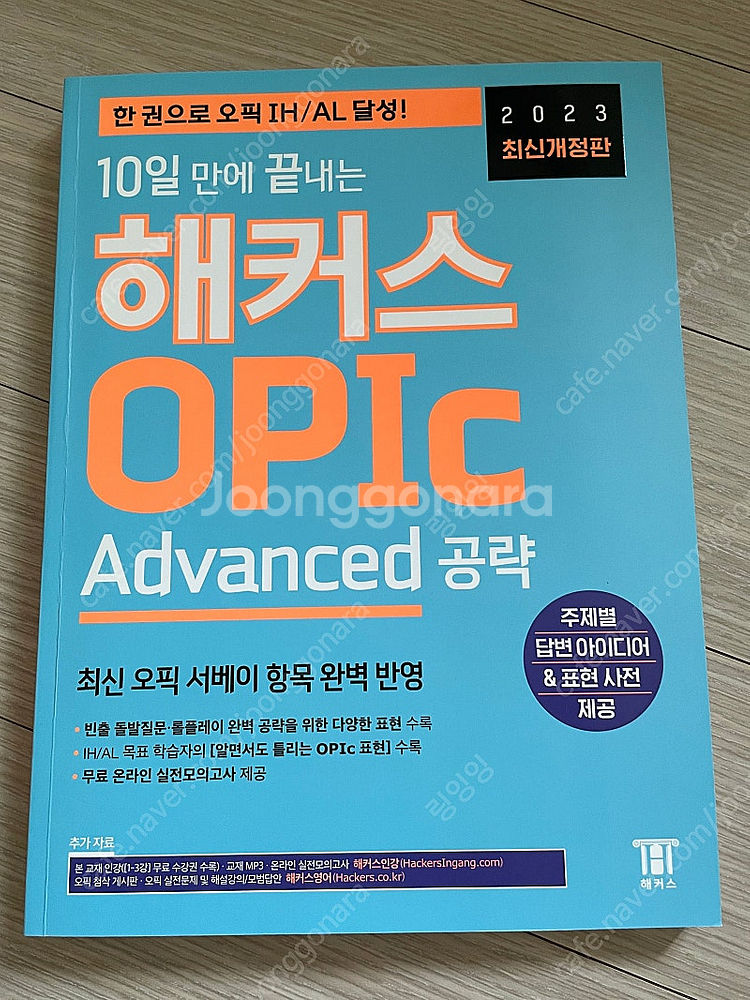 한 권으로 오픽 IH/AL 달성!
2023
최신개정판
10일 만에 끝내는
해커스
OPIc
Advanced 공략
주제별
답변 아이디어
& 표현 사전
제공
최신 오픽 서베이 항목 완벽 반영
• 빈출 돌발질문·롤플레이 완벽 공략을 위한 다양한 표현 수록
• IH/AL 목표 학습자의 [알면서도 틀리는 OPIc 표현] 수록
• 무료 온라인 실전모의고사 제공
추가 자료
본 교재 인강([1-3강] 무료 수강권 수록) · 교재 MP3 · 온라인 실전모의고사 해커스인강(HackersIngang.com)
오픽 첨삭 게시판 · 오픽 실전문제 및 해설강의/모범답안 해커스영어(Hackers.co.kr)
해커스
Joonggonara
cafe.naver.com/joonggonara
링잉잉